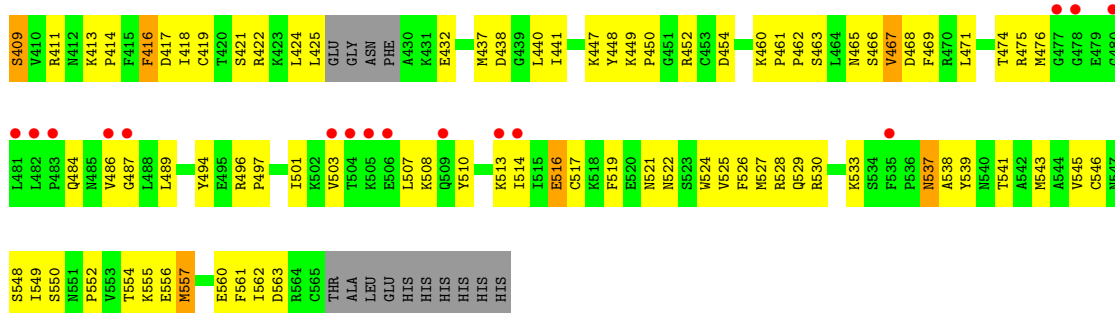 S409 V410 R411 N412 K413 P414 F415 F416 D417 I418 C419 T420 S421 R422 K423 L424 L425 GLU GLY ASN PHE A430 K431 E432 M437 D438 G439 L440 I441 K447 Y448 K449 P450 G451 R452 C453 D454 K460 P461 P462 S463 L464 N465 S466 V467 D468 F469 R470 L471 T474 R475 M476 G477 G478 E479
L481 L482 P483 Q484 N485 V486 G487 L488 L489 Y494 E495 R496 P497 I501 K502 V503 T504 K505 E506 L507 K508 Q509 Y510 K513 I514 I515 E516 C517 K518 F519 E520 N521 N522 S523 W524 V525 F526 M527 R528 Q529 R530 K533 S534 F535 P536 N537 A538 Y539 N540 T541 A542 M543 A544 V545 C546 N547
S548 I549 S550 N551 P552 V553 T554 K555 E556 M557 E560 F561 I562 D563 R564 C565 THR ALA LEU GLU HIS HIS HIS HIS HIS HIS